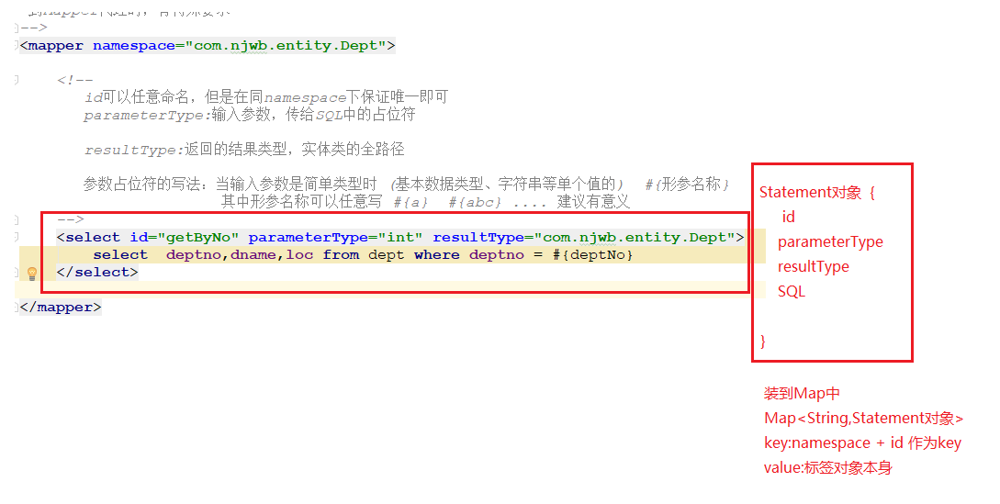 -->
<mapper namespace="com.njwb.entity.Dept">
<!--
id可以任意命名，但是在同namespace下保证唯一即可
parameterType:输入参数，传给SQL中的占位符
resultType:返回的结果类型，实体类的全路径
参数占位符的写法：当输入参数是简单类型时 （基本数据类型、字符串等单个值的） #{形参名称}
其中形参名称可以任意写 #{a} #{abc} .... 建议有意义
-->
<select id="getByNo" parameterType="int" resultType="com.njwb.entity.Dept">
select deptno,dname,loc from dept where deptno = #{deptNo}
</select>
</mapper>
Statement对象 {
id
parameterType
resultType
SQL
}
装到Map中
Map<String,Statement对象>
key:namespace + id 作为key
value:标签对象本身